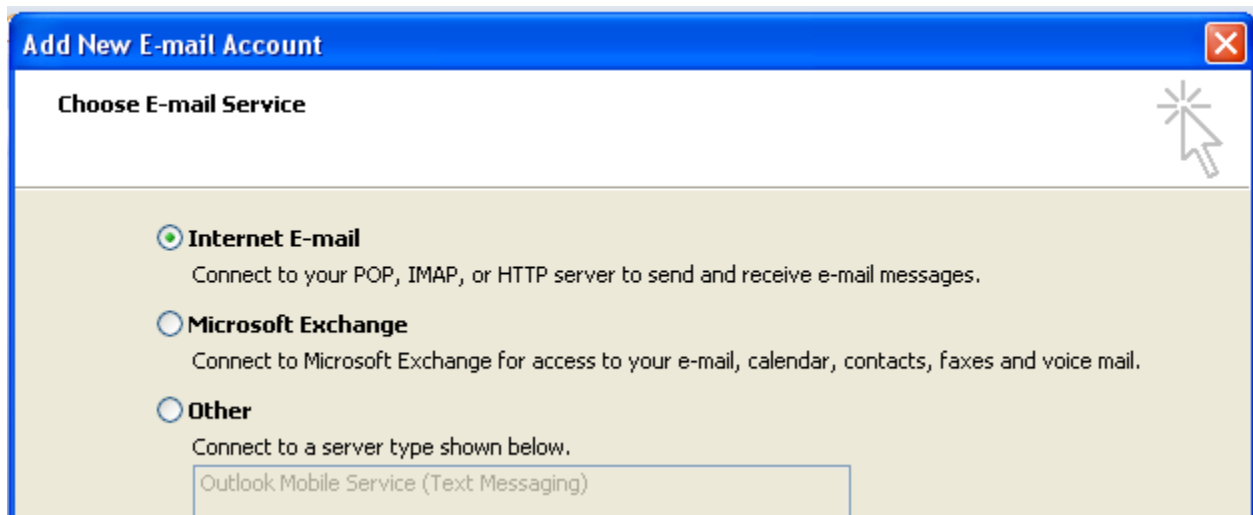 Add New E-mail Account
Choose E-mail Service
Internet E-mail
Connect to your POP, IMAP, or HTTP server to send and receive e-mail messages.
Microsoft Exchange
Connect to Microsoft Exchange for access to your e-mail, calendar, contacts, faxes and voice mail.
Other
Connect to a server type shown below.
Outlook Mobile Service (Text Messaging)